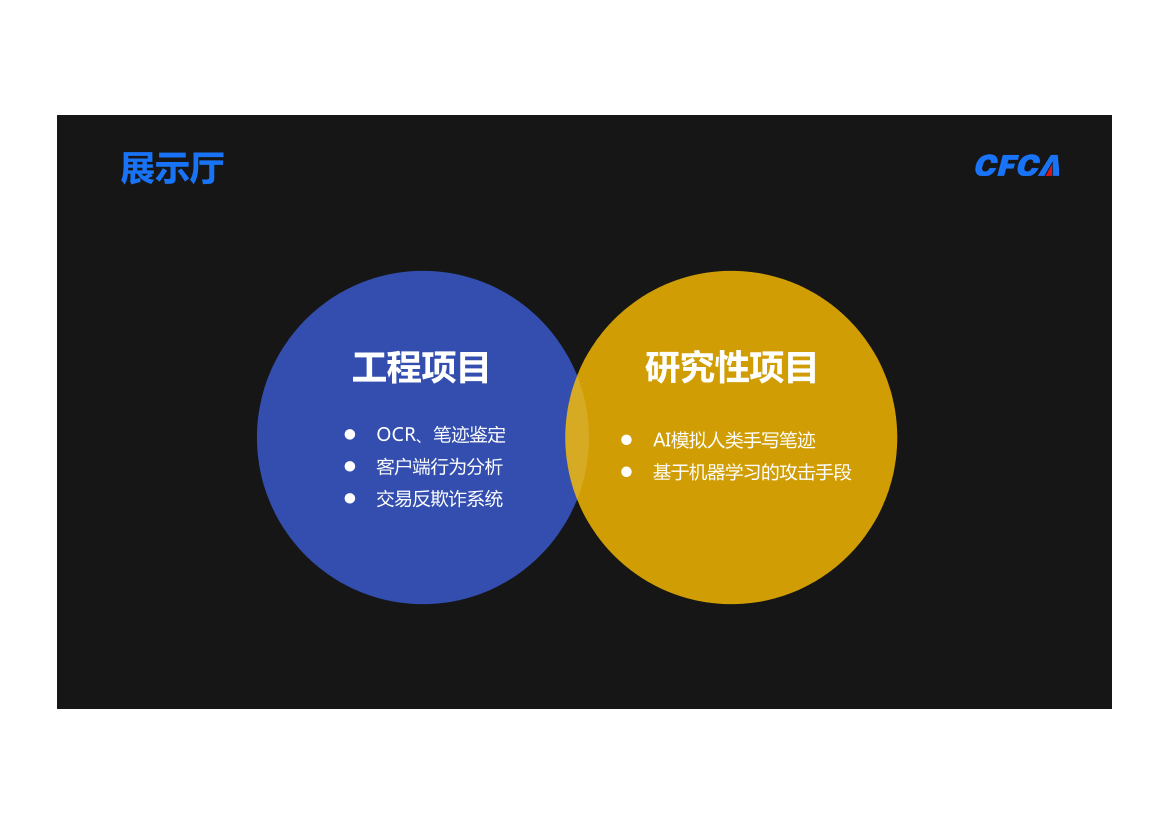 展示厅
CFCA
工程项目
OCR、笔迹鉴定
客户端行为分析
交易反欺诈系统
研究性项目
AI模拟人类手写笔迹
基于机器学习的攻击手段